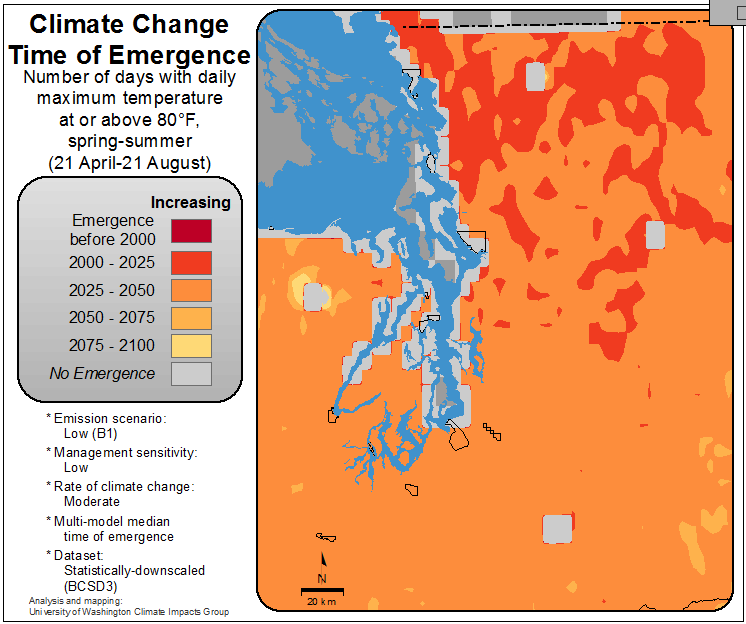 Climate Change
Time of Emergence
Number of days with daily
maximum temperature
at or above 80°F,
spring-summer
(21 April-21 August)
Increasing
Emergence
before 2000
2000 - 2025
2025 - 2050
2050 - 2075
2075 - 2100
No Emergence
* Emission scenario:
Low (B1)
* Management sensitivity:
Low
* Rate of climate change:
Moderate
* Multi-model median
time of emergence
* Dataset:
Statistically-downscaled
(BCSD3)
Analysis and mapping:
University of Washington Climate Impacts Group
N
20 km